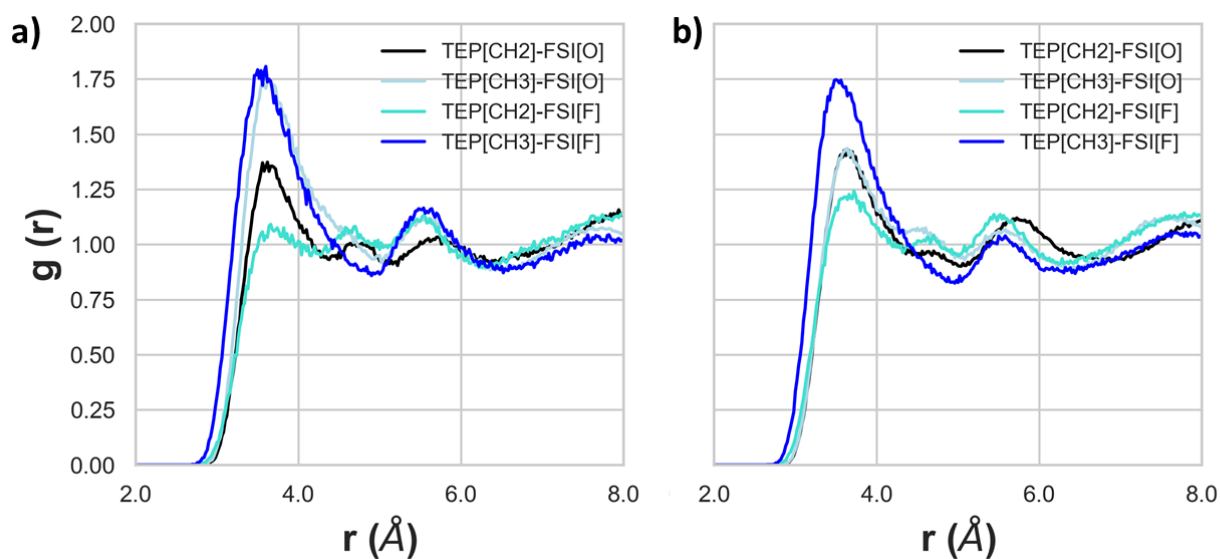 a)
g (r)
2.00
1.75
1.50
1.25
1.00
0.75
0.50
0.25
0.00
TEP[CH2]-FSI[O]
TEP[CH3]-FSI[O]
TEP[CH2]-FSI[F]
TEP[CH3]-FSI[F]
2.0 4.0 6.0 8.0
r (Å)
b)
TEP[CH2]-FSI[O]
TEP[CH3]-FSI[O]
TEP[CH2]-FSI[F]
TEP[CH3]-FSI[F]
2.0 4.0 6.0 8.0
r (Å)